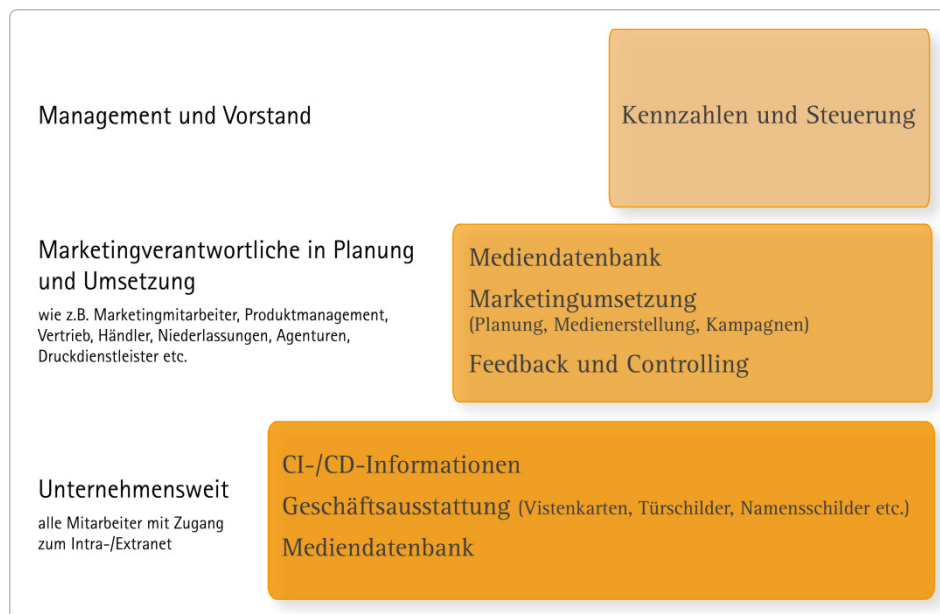 Management und Vorstand
Kennzahlen und Steuerung
Marketingverantwortliche in Planung
und Umsetzung
wie z.B. Marketingmitarbeiter, Produktmanagement,
Vertrieb, Händler, Niederlassungen, Agenturen,
Druckdienstleister etc.
Mediendatenbank
Marketingumsetzung
(Planung, Medienerstellung, Kampagnen)
Feedback und Controlling
Unternehmensweit
alle Mitarbeiter mit Zugang
zum Intra-/Extranet
CI-/CD-Informationen
Geschäftsausstattung (Vistenkarten, Türschilder, Namensschilder etc.)
Mediendatenbank